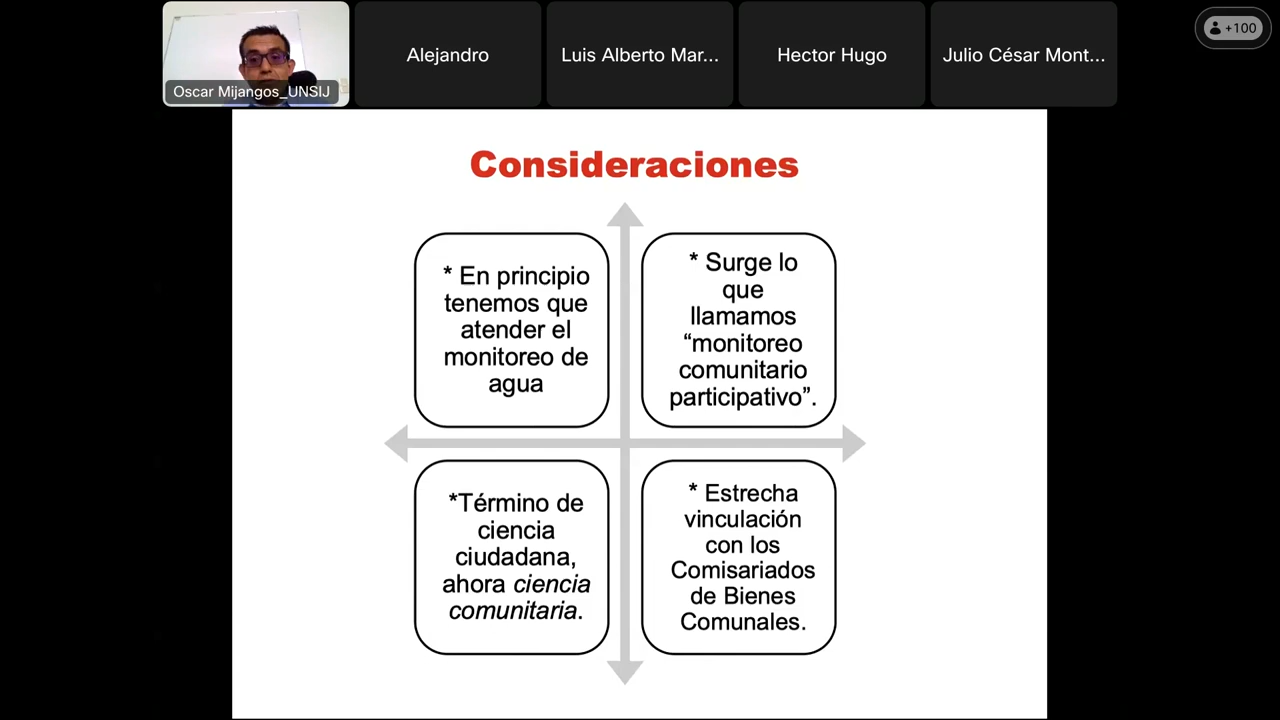 Oscar Mijangos_UNSIJ
Alejandro
Luis Alberto Mar...
Hector Hugo
Julio César Mont...
+100
Consideraciones
* En principio
tenemos que
atender el
monitoreo de
agua
* Surge lo
que
llamamos
“monitoreo
comunitario
participativo”.
*Término de
ciencia
ciudadana,
ahora ciencia
comunitaria.
* Estrecha
vinculación
con los
Comisariados
de Bienes
Comunales.